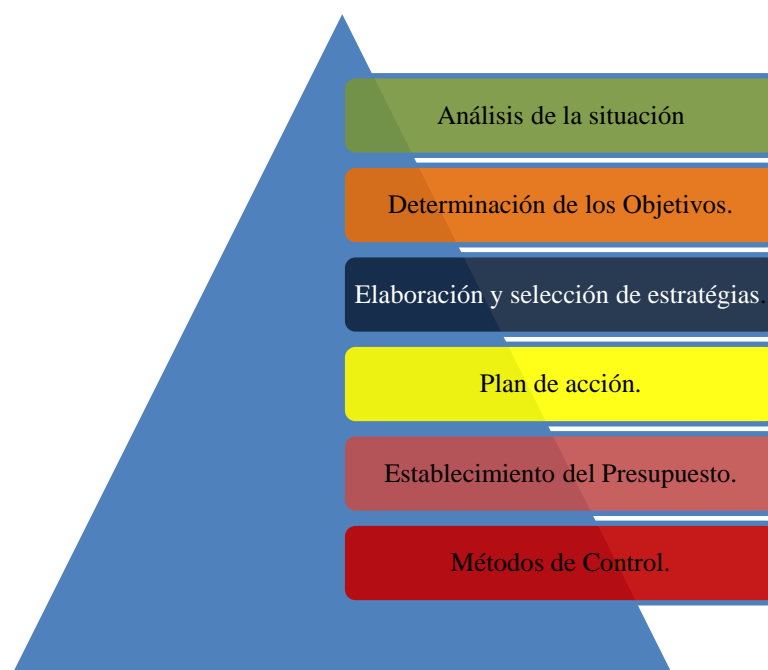 Análisis de la situación
Determinación de los Objetivos.
Elaboración y selección de estratégias.
Plan de acción.
Establecimiento del Presupuesto.
Métodos de Control.